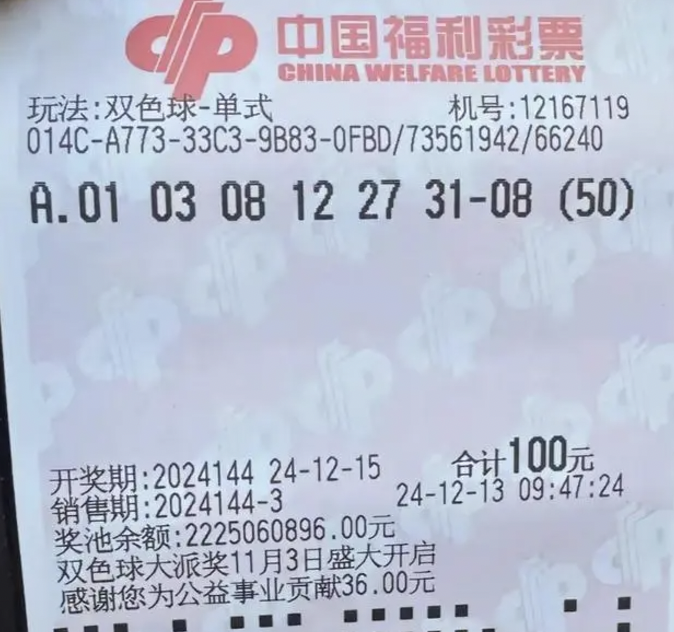 中国福利彩票
CHINA WELFARE LOTTERY
玩法:双色球-单式 机号:12167119
014C-A773-33C3-9B83-0FBD/73561942/66240
A.01 03 08 12 27 31-08 (50)
开奖期:2024144 24-12-15 合计100元
销售期:2024144-3 24-12-13 09:47:24
奖池余额:2225060896.00元
双色球大派奖11月3日盛大开启
感谢您为公益事业贡献36.00元